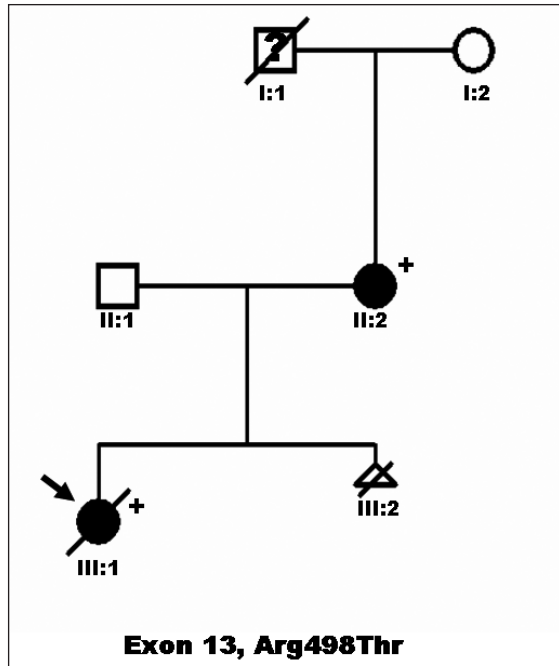 ?
I:1
I:2
+
II:1
II:2
+
III:2
III:1
Exon 13, Arg498Thr